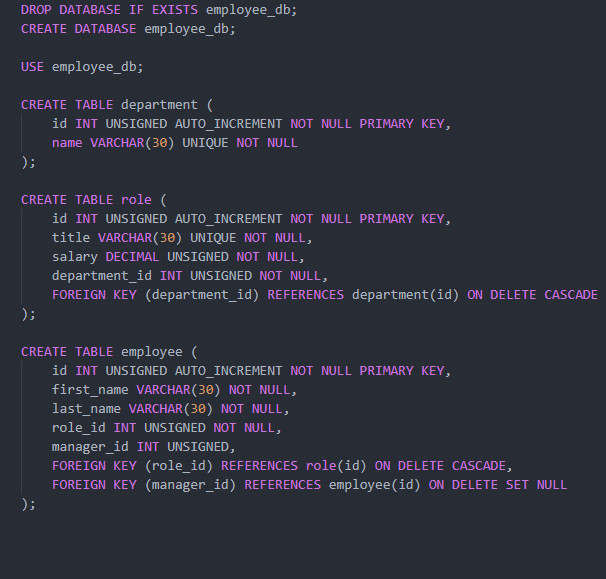 DROP DATABASE IF EXISTS employee_db;
CREATE DATABASE employee_db;

USE employee_db;

CREATE TABLE department (
    id INT UNSIGNED AUTO_INCREMENT NOT NULL PRIMARY KEY,
    name VARCHAR(30) UNIQUE NOT NULL
);

CREATE TABLE role (
    id INT UNSIGNED AUTO_INCREMENT NOT NULL PRIMARY KEY,
    title VARCHAR(30) UNIQUE NOT NULL,
    salary DECIMAL UNSIGNED NOT NULL,
    department_id INT UNSIGNED NOT NULL,
    FOREIGN KEY (department_id) REFERENCES department(id) ON DELETE CASCADE
);

CREATE TABLE employee (
    id INT UNSIGNED AUTO_INCREMENT NOT NULL PRIMARY KEY,
    first_name VARCHAR(30) NOT NULL,
    last_name VARCHAR(30) NOT NULL,
    role_id INT UNSIGNED NOT NULL,
    manager_id INT UNSIGNED,
    FOREIGN KEY (role_id) REFERENCES role(id) ON DELETE CASCADE,
    FOREIGN KEY (manager_id) REFERENCES employee(id) ON DELETE SET NULL
);